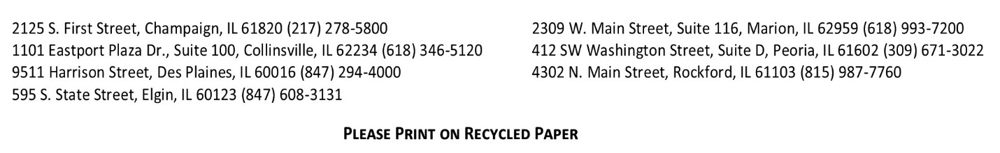 2125 S. First Street, Champaign, IL 61820 (217) 278-5800
1101 Eastport Plaza Dr., Suite 100, Collinsville, IL 62234 (618) 346-5120
9511 Harrison Street, Des Plaines, IL 60016 (847) 294-4000
595 S. State Street, Elgin, IL 60123 (847) 608-3131
2309 W. Main Street, Suite 116, Marion, IL 62959 (618) 993-7200
412 SW Washington Street, Suite D, Peoria, IL 61602 (309) 671-3022
4302 N. Main Street, Rockford, IL 61103 (815) 987-7760
PLEASE PRINT ON RECYCLED PAPER